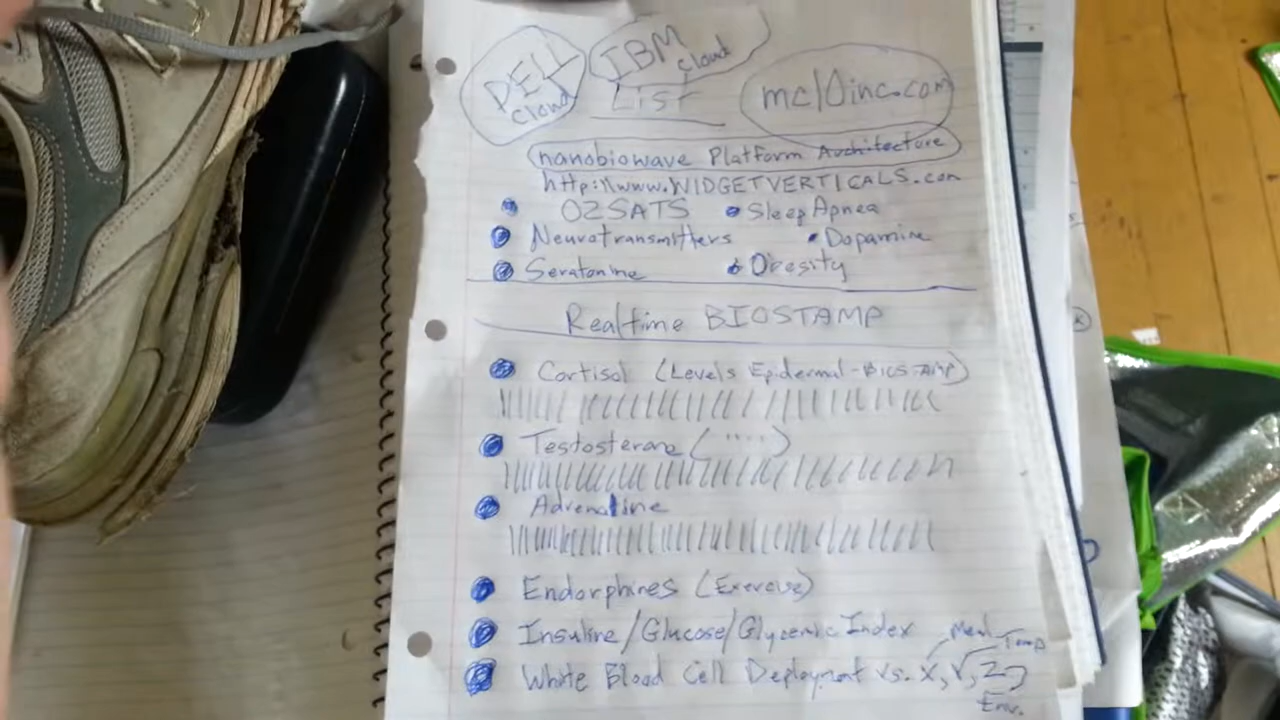 DELL cloud
IBM cloud
List
mc10inc.com
nanobiowave Platform Architecture
http://www.WIDGETVERTICALS.com
O2SATS • Sleep Apnea
Neurotransmitters • Dopamine
Seratonine • Obesity
Realtime BIOSTAMP
Cortisol (Levels Epidermal-BIOSTAMP)
Testosterone (....)
Adrenaline
Endorphines (Exercise)
Insuline/Glucose/Glycemic Index
Meal Temp
White Blood Cell Deployment vs. X, Y, Z
Env.